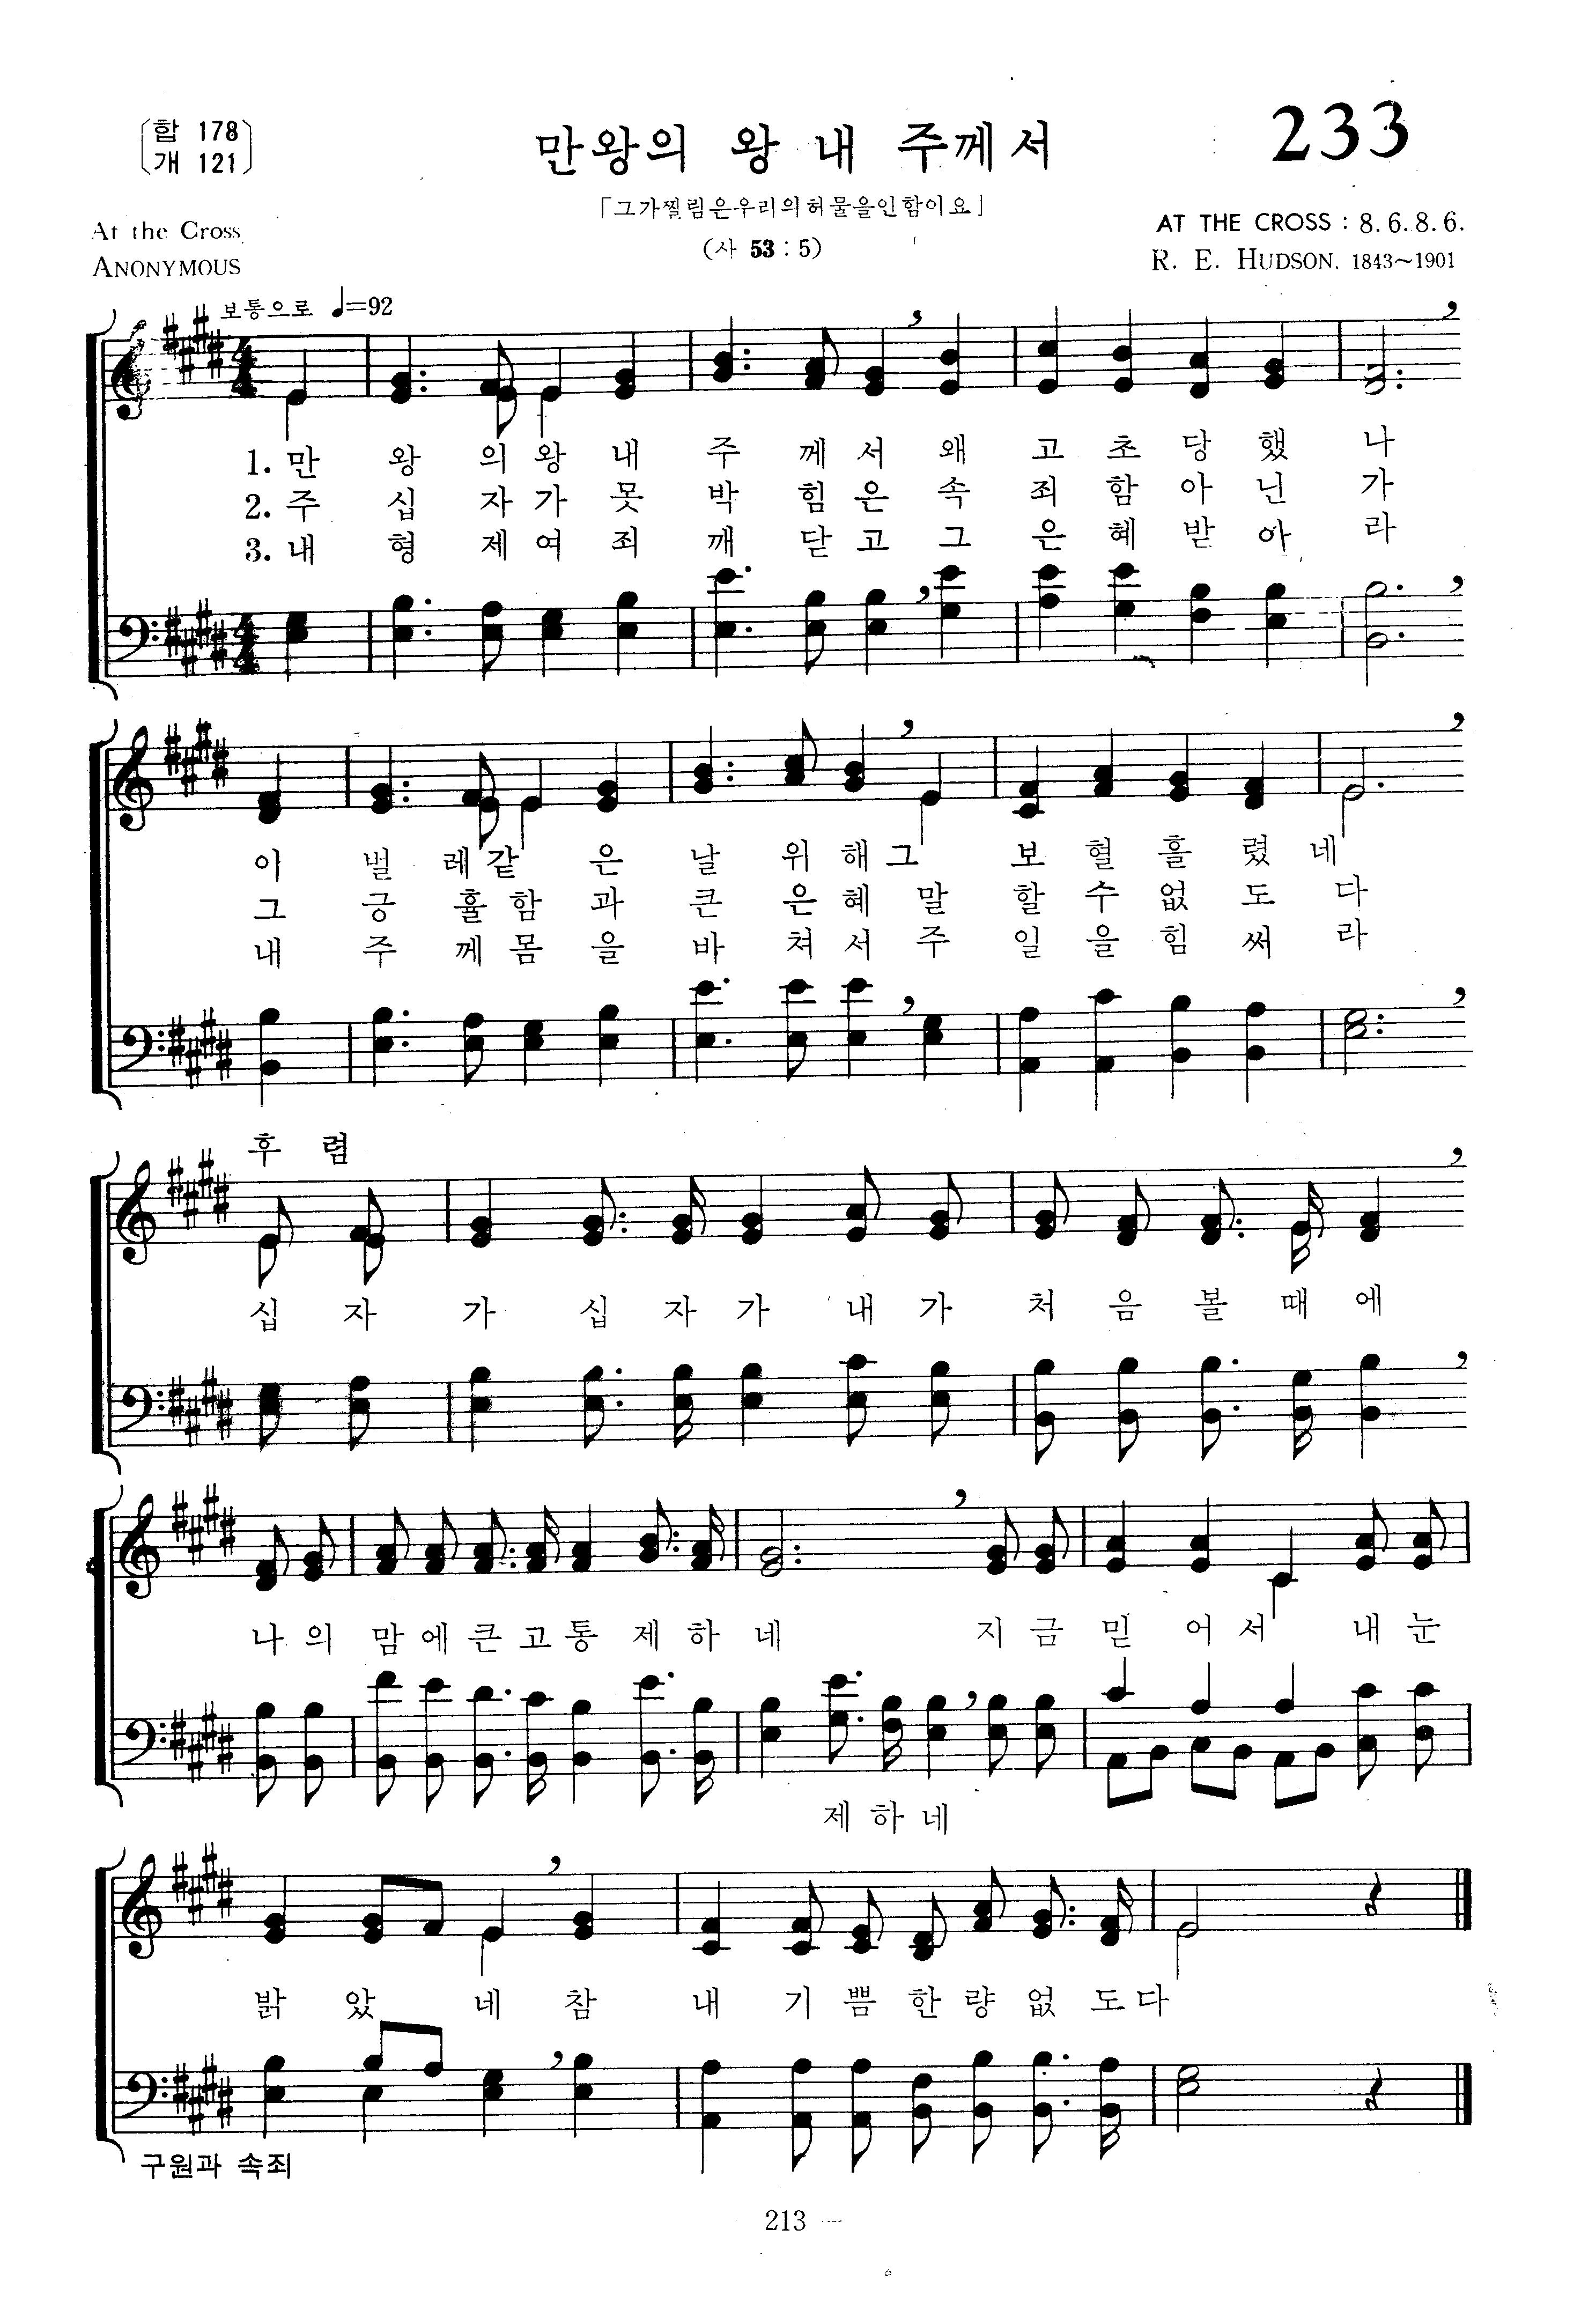 합 178
개 121
만왕의 왕 내 주께서
233
「그가찔림은우리의허물을인함이요」
(사 53 : 5)
At the Cross
ANONYMOUS
AT THE CROSS : 8. 6. 8. 6.
R. E. HUDSON, 1843~1901
보통으로 ♩=92
1. 만 왕 의 왕 내 주 께 서 왜 고 초 당 했 나
2. 주 십 자 가 못 박 힘 은 속 죄 함 아 닌 가
3. 내 형 제 여 죄 깨 닫 고 그 은 혜 받 아 라
이 벌 레 같 은 날 위 해 그 보 혈 흘 렸 네
그 긍 휼 함 과 큰 은 혜 말 할 수 없 도 다
내 주 께 몸 을 바 쳐 서 주 일 을 힘 써 라
후 렴
십 자 가 십 자 가 내 가 처 음 볼 때 에
나 의 맘 에 큰 고 통 제 하 네 지 금 믿 어 서 내 눈
제 하 네
밝 았 네 참 내 기 쁨 한 량 없 도 다
구원과 속죄
213